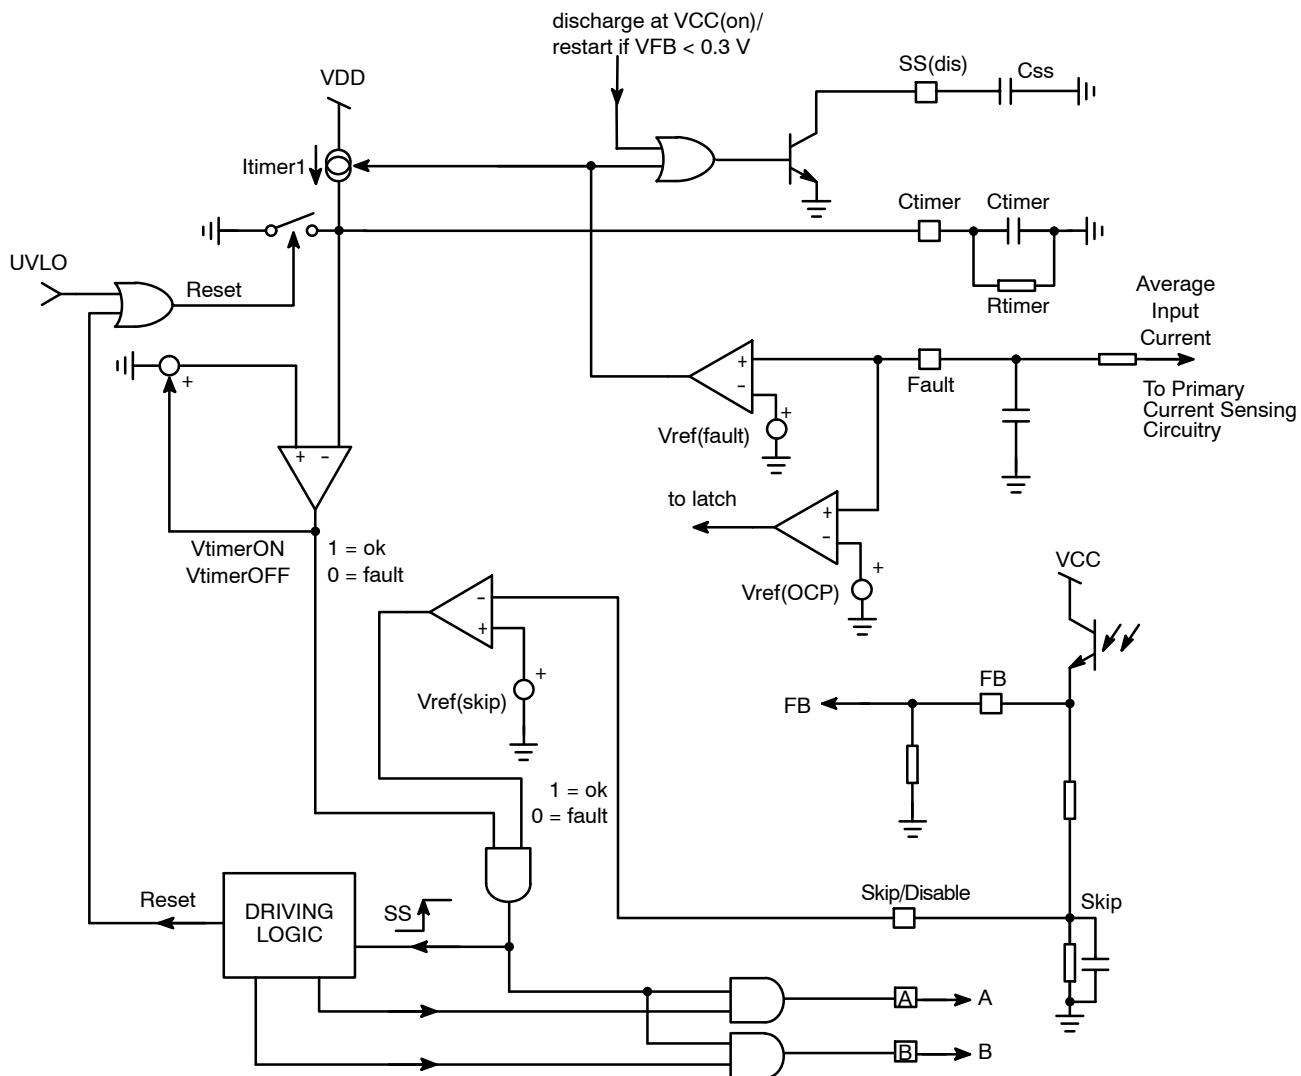 discharge at VCC(on)/
restart if VFB < 0.3 V
SS(dis)
Css
VDD
Itimer1
Ctimer
Ctimer
UVLO
Reset
Rtimer
Average
Input
Current
+
+
−
+
Fault
To Primary
Current Sensing
Circuitry
Vref(fault)
+ −
to latch
+
−
+
VtimerON
VtimerOFF
1 = ok
0 = fault
Vref(OCP)
VCC
−
+
+
Vref(skip)
FB
FB
1 = ok
0 = fault
Reset
DRIVING
LOGIC
SS
Skip/Disable
Skip
A
A
B
B